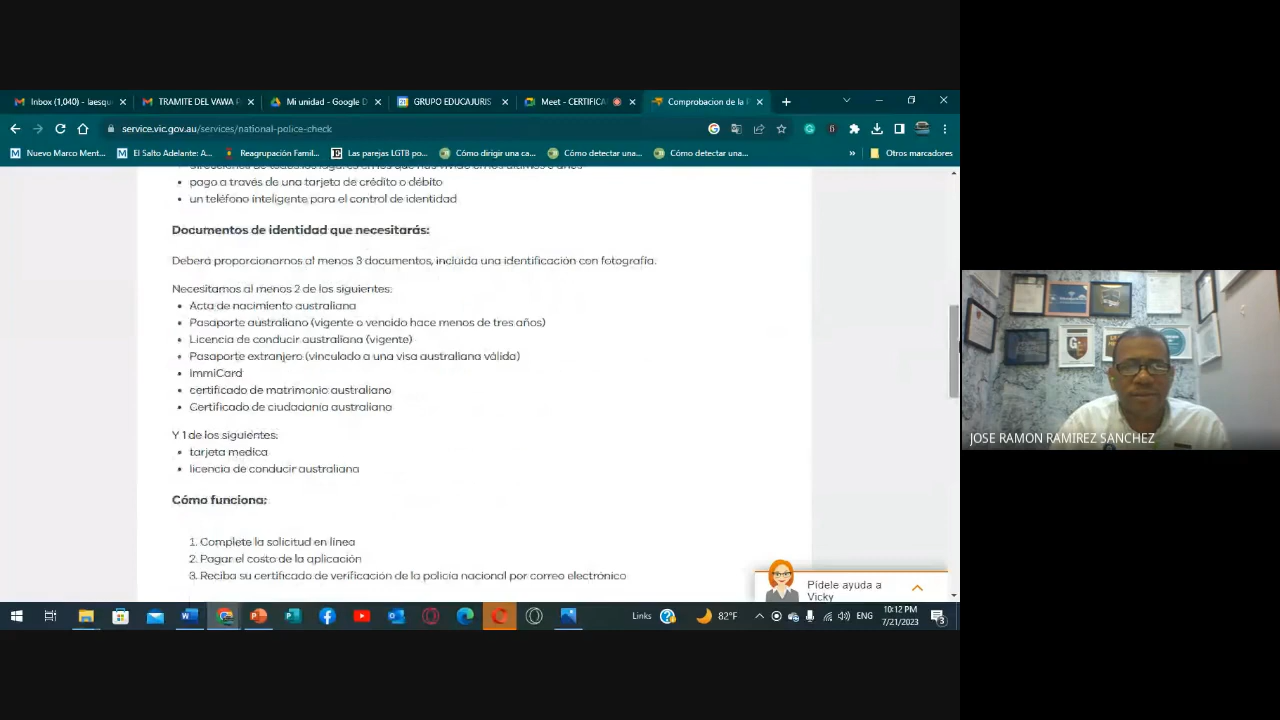 Inbox (1,040) - laesqu
TRAMITE DEL VAWA
Mi unidad - Google D
GRUPO EDUCAJURIS
Meet - CERTIFICA
Comprobacion de la
service.vic.gov.au/services/national-police-check
Nuevo Marco Ment...
El Salto Adelante: A...
Reagrupación Famil...
Las parejas LGTB po...
Cómo dirigir una ca...
Cómo detectar una...
Cómo detectar una...
Otros marcadores
pago a través de una tarjeta de crédito o débito
un teléfono inteligente para el control de identidad
Documentos de identidad que necesitarás:
Deberá proporcionarnos al menos 3 documentos, incluida una identificación con fotografía.
Necesitamos al menos 2 de los siguientes:
Acta de nacimiento australiana
Pasaporte australiano (vigente o vencido hace menos de tres años)
Licencia de conducir australiana (vigente)
Pasaporte extranjero (vinculado a una visa australiana válida)
ImmiCard
certificado de matrimonio australiano
Certificado de ciudadanía australiana
Y 1 de los siguientes:
tarjeta medica
licencia de conducir australiana
Cómo funciona:
1. Complete la solicitud en línea
2. Pagar el costo de la aplicación
3. Reciba su certificado de verificación de la policía nacional por correo electrónico
Pídele ayuda a
Vicky
Links
82°F
ENG
10:12 PM
7/21/2023
3
JOSE RAMON RAMIREZ SANCHEZ